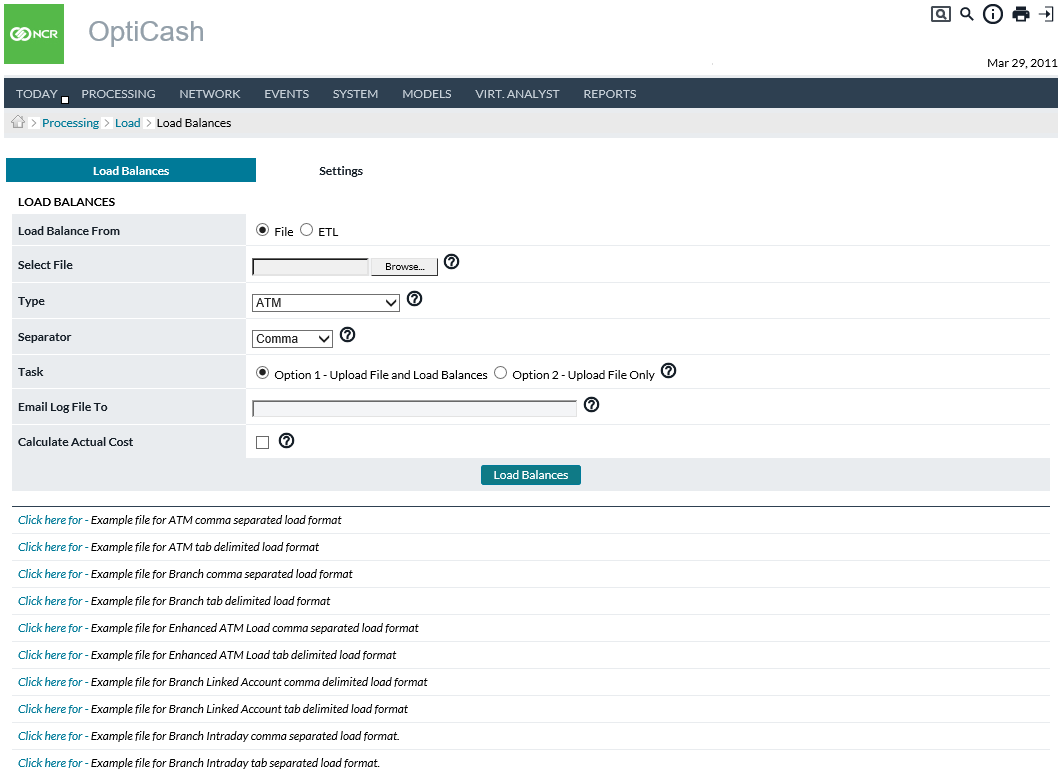 NCR
OptiCash
Mar 29, 2011
TODAY PROCESSING NETWORK EVENTS SYSTEM MODELS VIRT. ANALYST REPORTS
> Processing > Load > Load Balances
Load Balances Settings
LOAD BALANCES
Load Balance From File ETL
Select File Browse...
Type ATM
Separator Comma
Task Option 1 - Upload File and Load Balances Option 2 - Upload File Only
Email Log File To
Calculate Actual Cost
Load Balances
Click here for - Example file for ATM comma separated load format
Click here for - Example file for ATM tab delimited load format
Click here for - Example file for Branch comma separated load format
Click here for - Example file for Branch tab delimited load format
Click here for - Example file for Enhanced ATM Load comma separated load format
Click here for - Example file for Enhanced ATM Load tab delimited load format
Click here for - Example file for Branch Linked Account comma delimited load format
Click here for - Example file for Branch Linked Account tab delimited load format
Click here for - Example file for Branch Intraday comma separated load format.
Click here for - Example file for Branch Intraday tab separated load format.